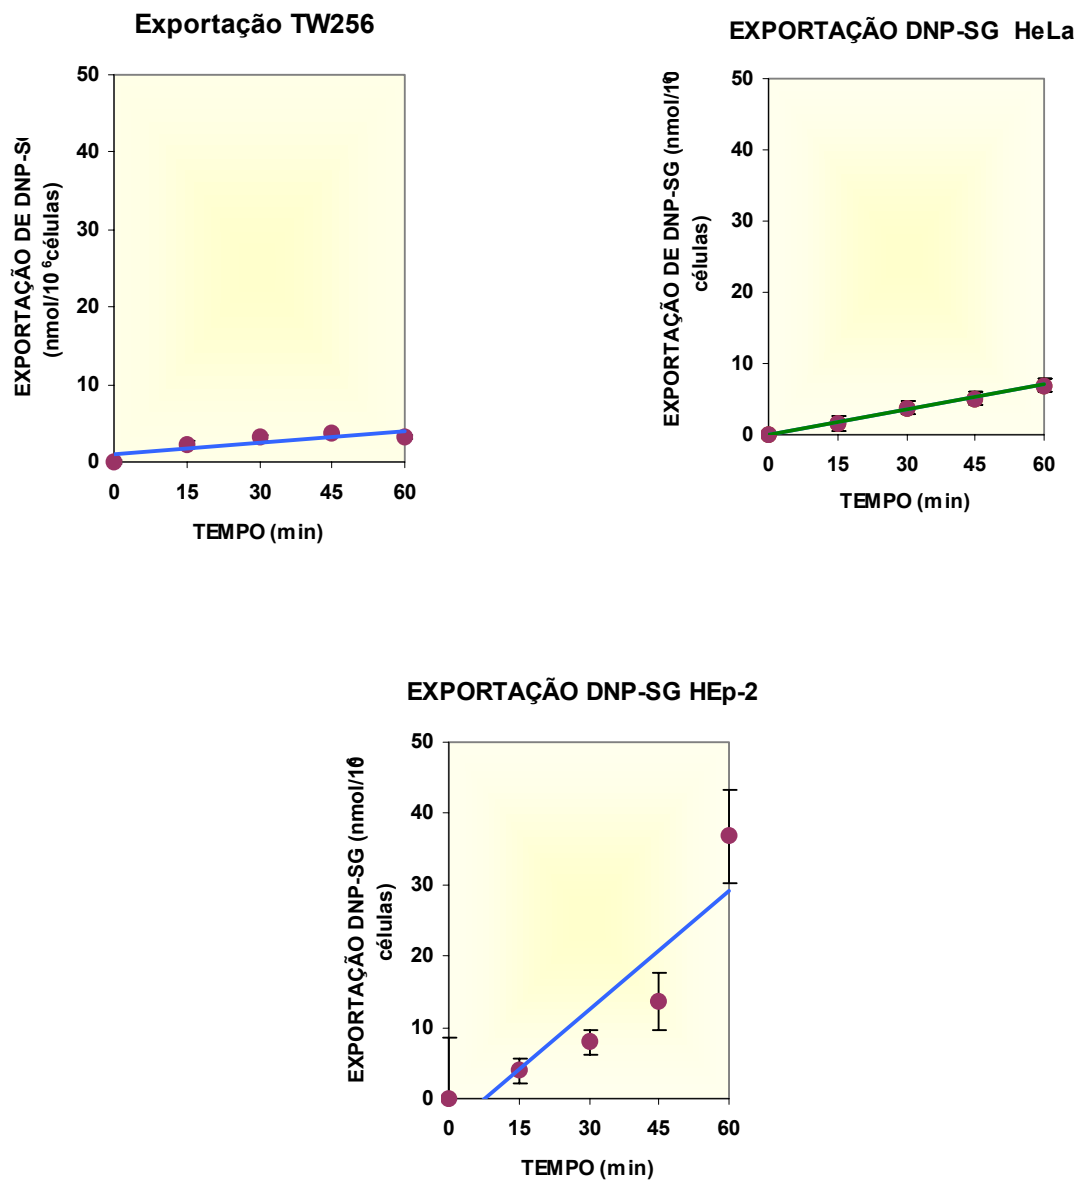 Exportação TW256
EXPORTAÇÃO DE DNP-S
(nmol/10 6 células)
50
40
30
20
10
0
0 15 30 45 60
TEMPO (min)
EXPORTAÇÃO DNP-SG HeLa
EXPORTAÇÃO DE DNP-SG (nmol/10
células)
50
40
30
20
10
0
0 15 30 45 60
TEMPO (min)
EXPORTAÇÃO DNP-SG HEp-2
EXPORTAÇÃO DNP-SG (nmol/10
células)
50
40
30
20
10
0
0 15 30 45 60
TEMPO (min)